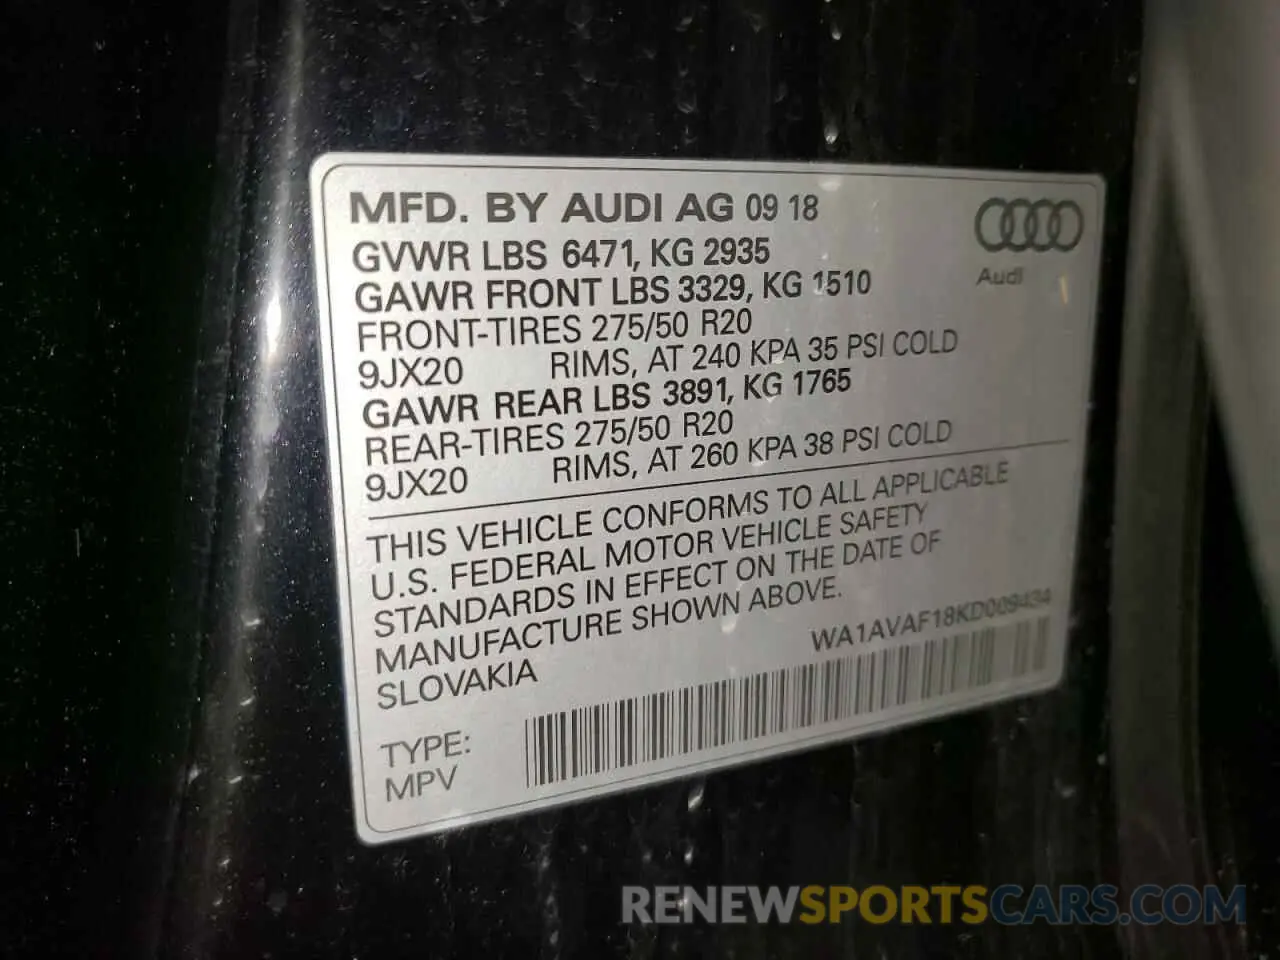 MFD. BY AUDI AG 09 18
GVWR LBS 6471, KG 2935
GAWR FRONT LBS 3329, KG 1510
FRONT-TIRES 275/50 R20
9JX20 RIMS, AT 240 KPA 35 PSI COLD
GAWR REAR LBS 3891, KG 1765
REAR-TIRES 275/50 R20
9JX20 RIMS, AT 260 KPA 38 PSI COLD
Audi
THIS VEHICLE CONFORMS TO ALL APPLICABLE
U.S. FEDERAL MOTOR VEHICLE SAFETY
STANDARDS IN EFFECT ON THE DATE OF
MANUFACTURE SHOWN ABOVE.
SLOVAKIA
WA1AVAF18KD009434
TYPE:
MPV
RENEWSPORTSCARS.COM